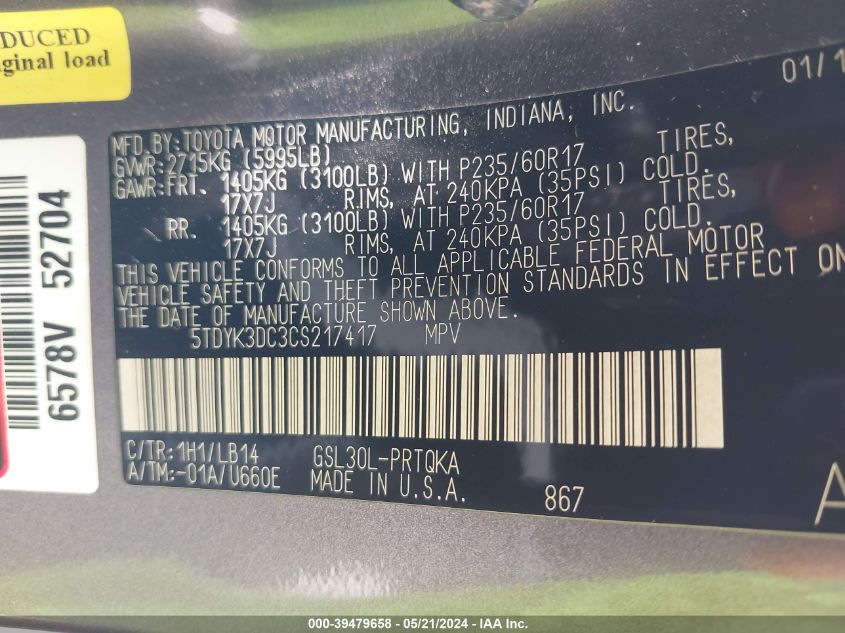 DUCED
ginal load
6578V 52704
01/1
MFD.BY:TOYOTA MOTOR MANUFACTURING, INDIANA, INC.
GVWR:2715KG (5995LB)
GAWR:FRT. 1405KG (3100LB) WITH P235/60R17 TIRES,
17X7J RIMS, AT 240KPA (35PSI) COLD.
RR. 1405KG (3100LB) WITH P235/60R17 TIRES,
17X7J RIMS, AT 240KPA (35PSI) COLD.
THIS VEHICLE CONFORMS TO ALL APPLICABLE FEDERAL MOTOR
VEHICLE SAFETY AND THEFT PREVENTION STANDARDS IN EFFECT ON
THE DATE OF MANUFACTURE SHOWN ABOVE.
5TDYK3DC3CS217417 MPV
C/TR:1H1/LB14 GSL30L-PRTQKA
A/TM:-01A/U660E MADE IN U.S.A.
867
A
000-39479658 - 05/21/2024 - IAA Inc.